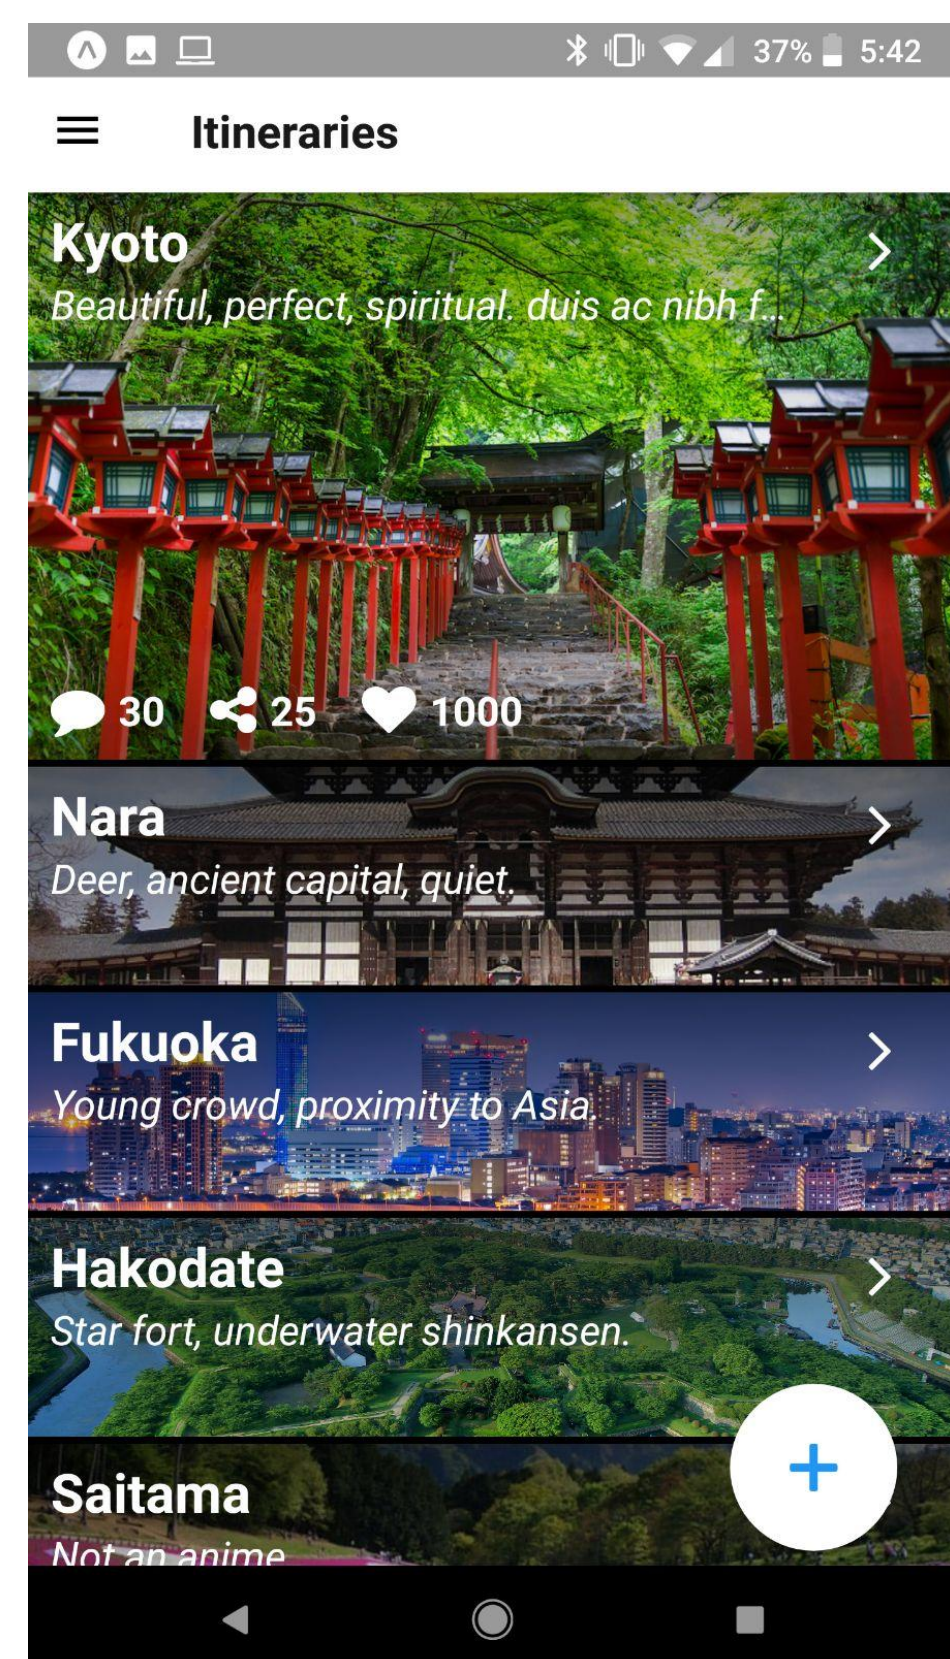 37% 5:42
Itineraries
Kyoto
Beautiful, perfect, spiritual. duis ac nibh f...
30 25 1000
Nara
Deer, ancient capital, quiet.
Fukuoka
Young crowd, proximity to Asia.
Hakodate
Star fort, underwater shinkansen.
Saitama
Not an anime